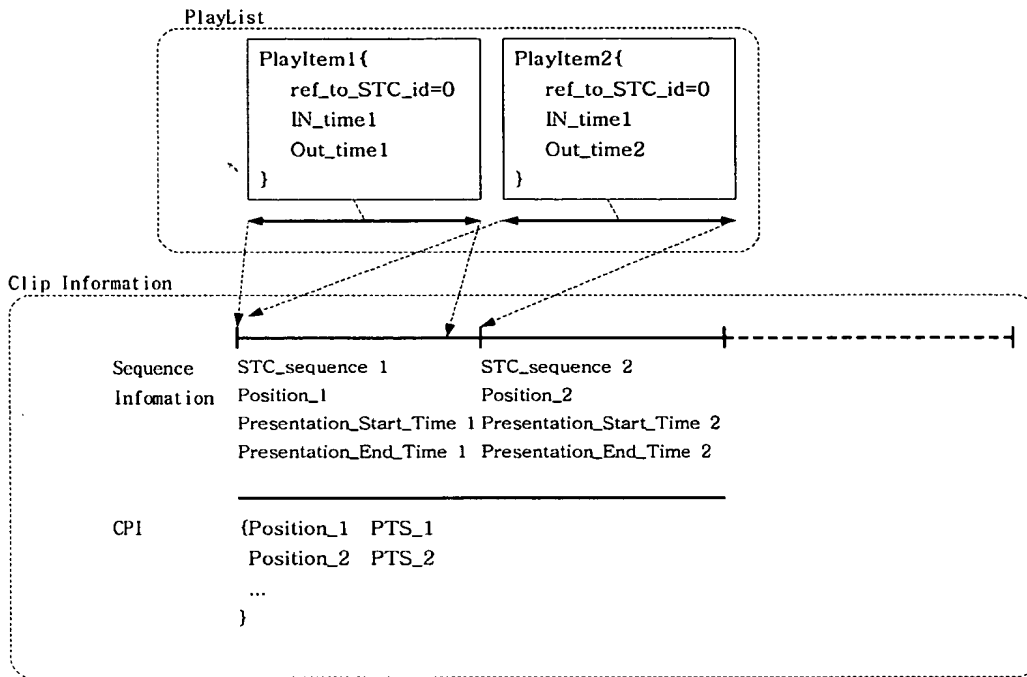 PlayList
PlayItem1{
ref_to_STC_id=0
IN_time1
Out_time1
}
PlayItem2{
ref_to_STC_id=0
IN_time1
Out_time2
}
Clip Information
Sequence
Infomation
STC_sequence 1
Position_1
Presentation_Start_Time 1
Presentation_End_Time 1
STC_sequence 2
Position_2
Presentation_Start_Time 2
Presentation_End_Time 2
CPI
{Position_1 PTS_1
Position_2 PTS_2
...
}